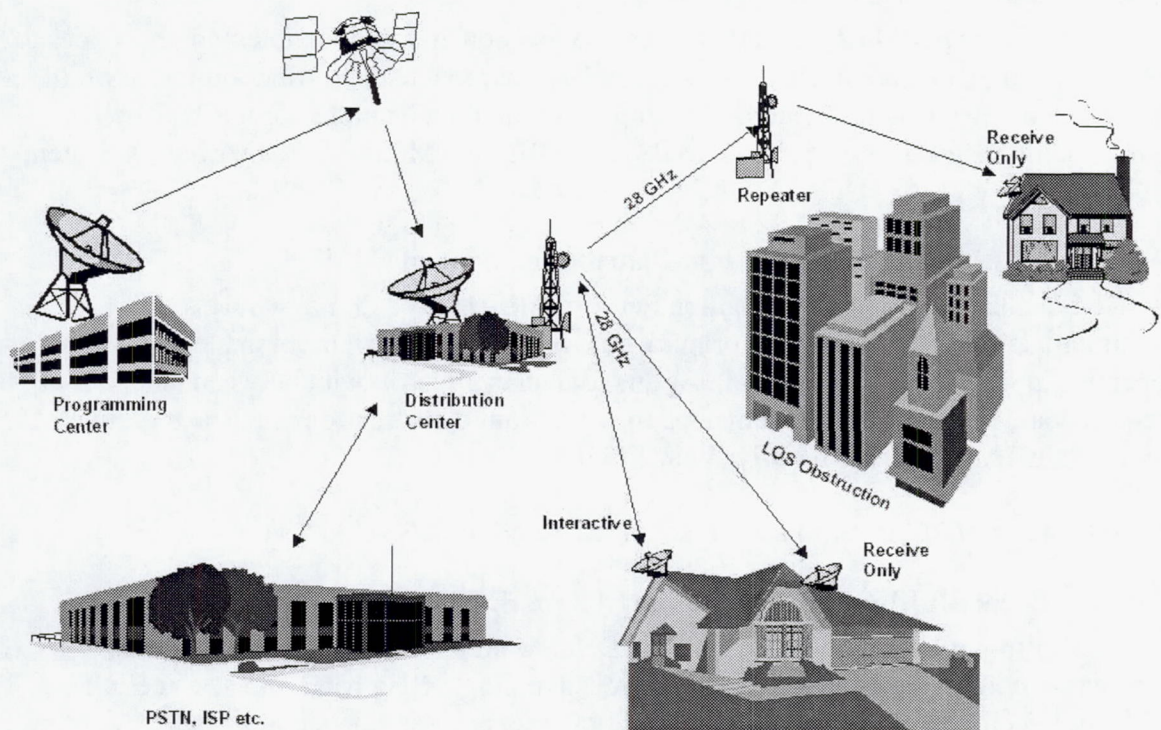 Receive
Only
28 GHz
Repeater
Programming
Center
Distribution
Center
28 GHz
LOS Obstruction
Interactive
Receive
Only
PSTN, ISP etc.